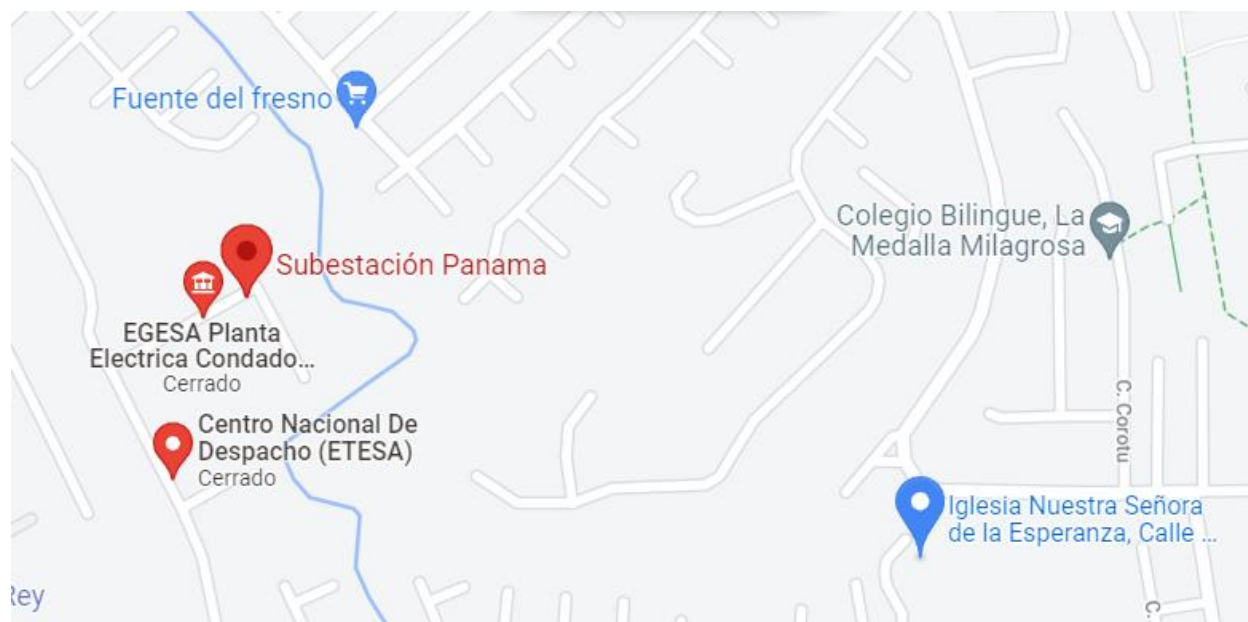 Fuente del fresno
Colegio Bilingue, La
Medalla Milagrosa
Subestación Panama
EGESA Planta
Electrica Condado...
Cerrado
C. Corotu
Centro Nacional De
Despacho (ETESA)
Cerrado
Iglesia Nuestra Señora
de la Esperanza, Calle ...
Rey
C.